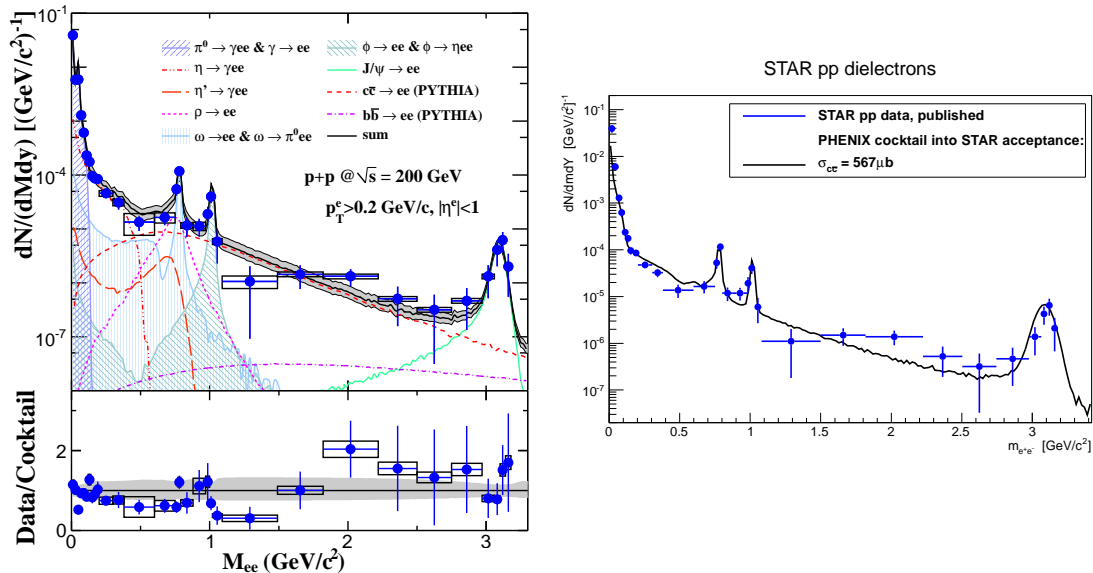 dN/(dMdy) [(GeV/c²)⁻¹]
10⁻¹
10⁻⁴
10⁻⁷
π⁰ → γee & γ → ee
η → γee
η' → γee
ρ → ee
ω → ee & ω → π⁰ee
ϕ → ee & ϕ → ηee
J/ψ → ee
cc̄ → ee (PYTHIA)
bb̄ → ee (PYTHIA)
sum
p+p @√s = 200 GeV
p_T^e>0.2 GeV/c, |η^e|<1
Data/Cocktail
2
0
0 1 2 3
M_ee (GeV/c²)
STAR pp dielectrons
dN/dmdY [GeV/c²]⁻¹
10⁻¹
10⁻²
10⁻³
10⁻⁴
10⁻⁵
10⁻⁶
10⁻⁷
STAR pp data, published
PHENIX cocktail into STAR acceptance:
σ_cc̄ = 567μb
0 0.5 1 1.5 2 2.5 3
m_e⁺e⁻ [GeV/c²]